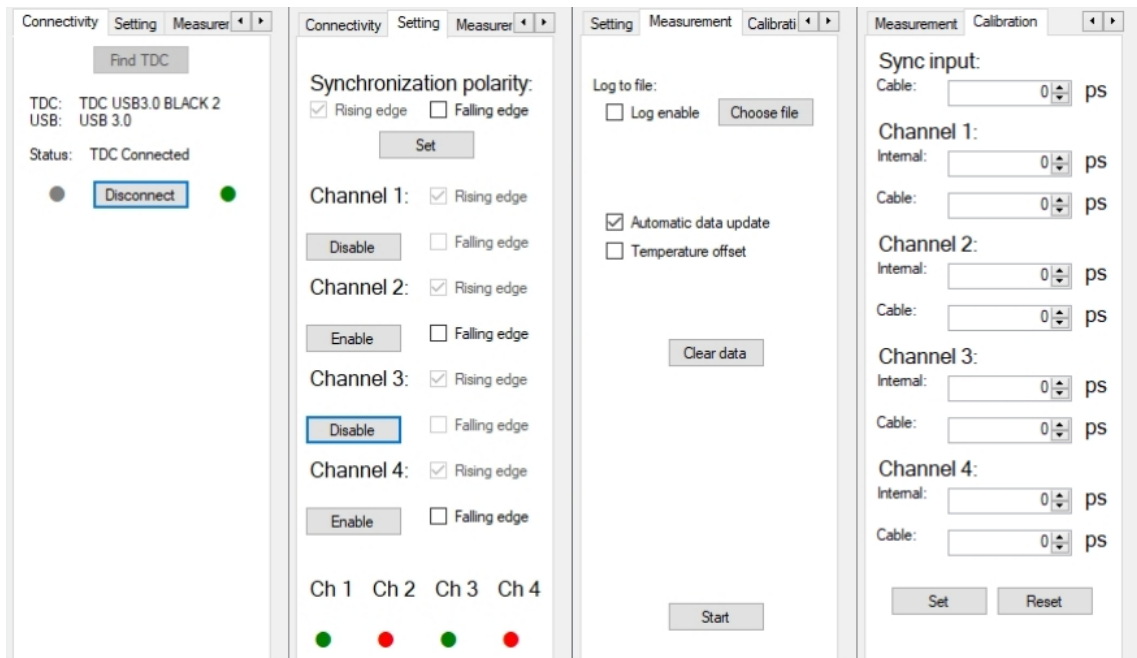 Connectivity Setting Measurer
Find TDC
TDC: TDC USB3.0 BLACK 2
USB: USB 3.0
Status: TDC Connected
Disconnect
Connectivity Setting Measurer
Synchronization polarity:
Rising edge Falling edge
Set
Channel 1: Rising edge
Disable Falling edge
Channel 2: Rising edge
Enable Falling edge
Channel 3: Rising edge
Disable Falling edge
Channel 4: Rising edge
Enable Falling edge
Ch 1 Ch 2 Ch 3 Ch 4
Setting Measurement Calibrati
Log to file:
Log enable Choose file
Automatic data update
Temperature offset
Clear data
Start
Measurement Calibration
Sync input:
Cable: 0 ps
Channel 1:
Internal: 0 ps
Cable: 0 ps
Channel 2:
Internal: 0 ps
Cable: 0 ps
Channel 3:
Internal: 0 ps
Cable: 0 ps
Channel 4:
Internal: 0 ps
Cable: 0 ps
Set Reset